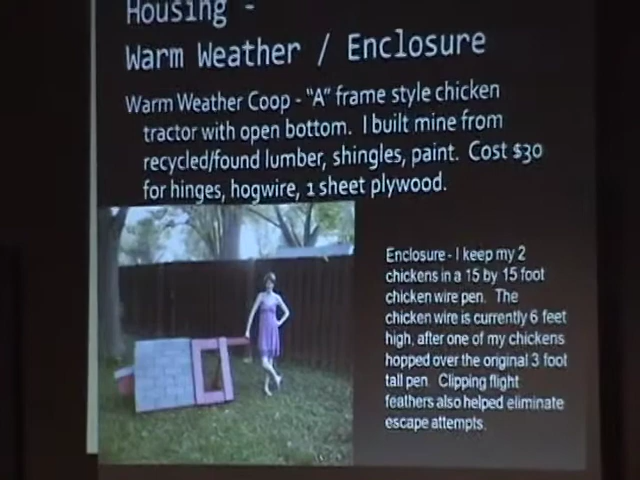 Housing -
Warm Weather / Enclosure
Warm Weather Coop - "A" frame style chicken
tractor with open bottom.  I built mine from
recycled/found lumber, shingles, paint.  Cost $30
for hinges, hogwire, 1 sheet plywood.
Enclosure - I keep my 2
chickens in a 15 by 15 foot
chicken wire pen.  The
chicken wire is currently 6 feet
high, after one of my chickens
hopped over the original 3 foot
tall pen.  Clipping flight
feathers also helped eliminate
escape attempts.